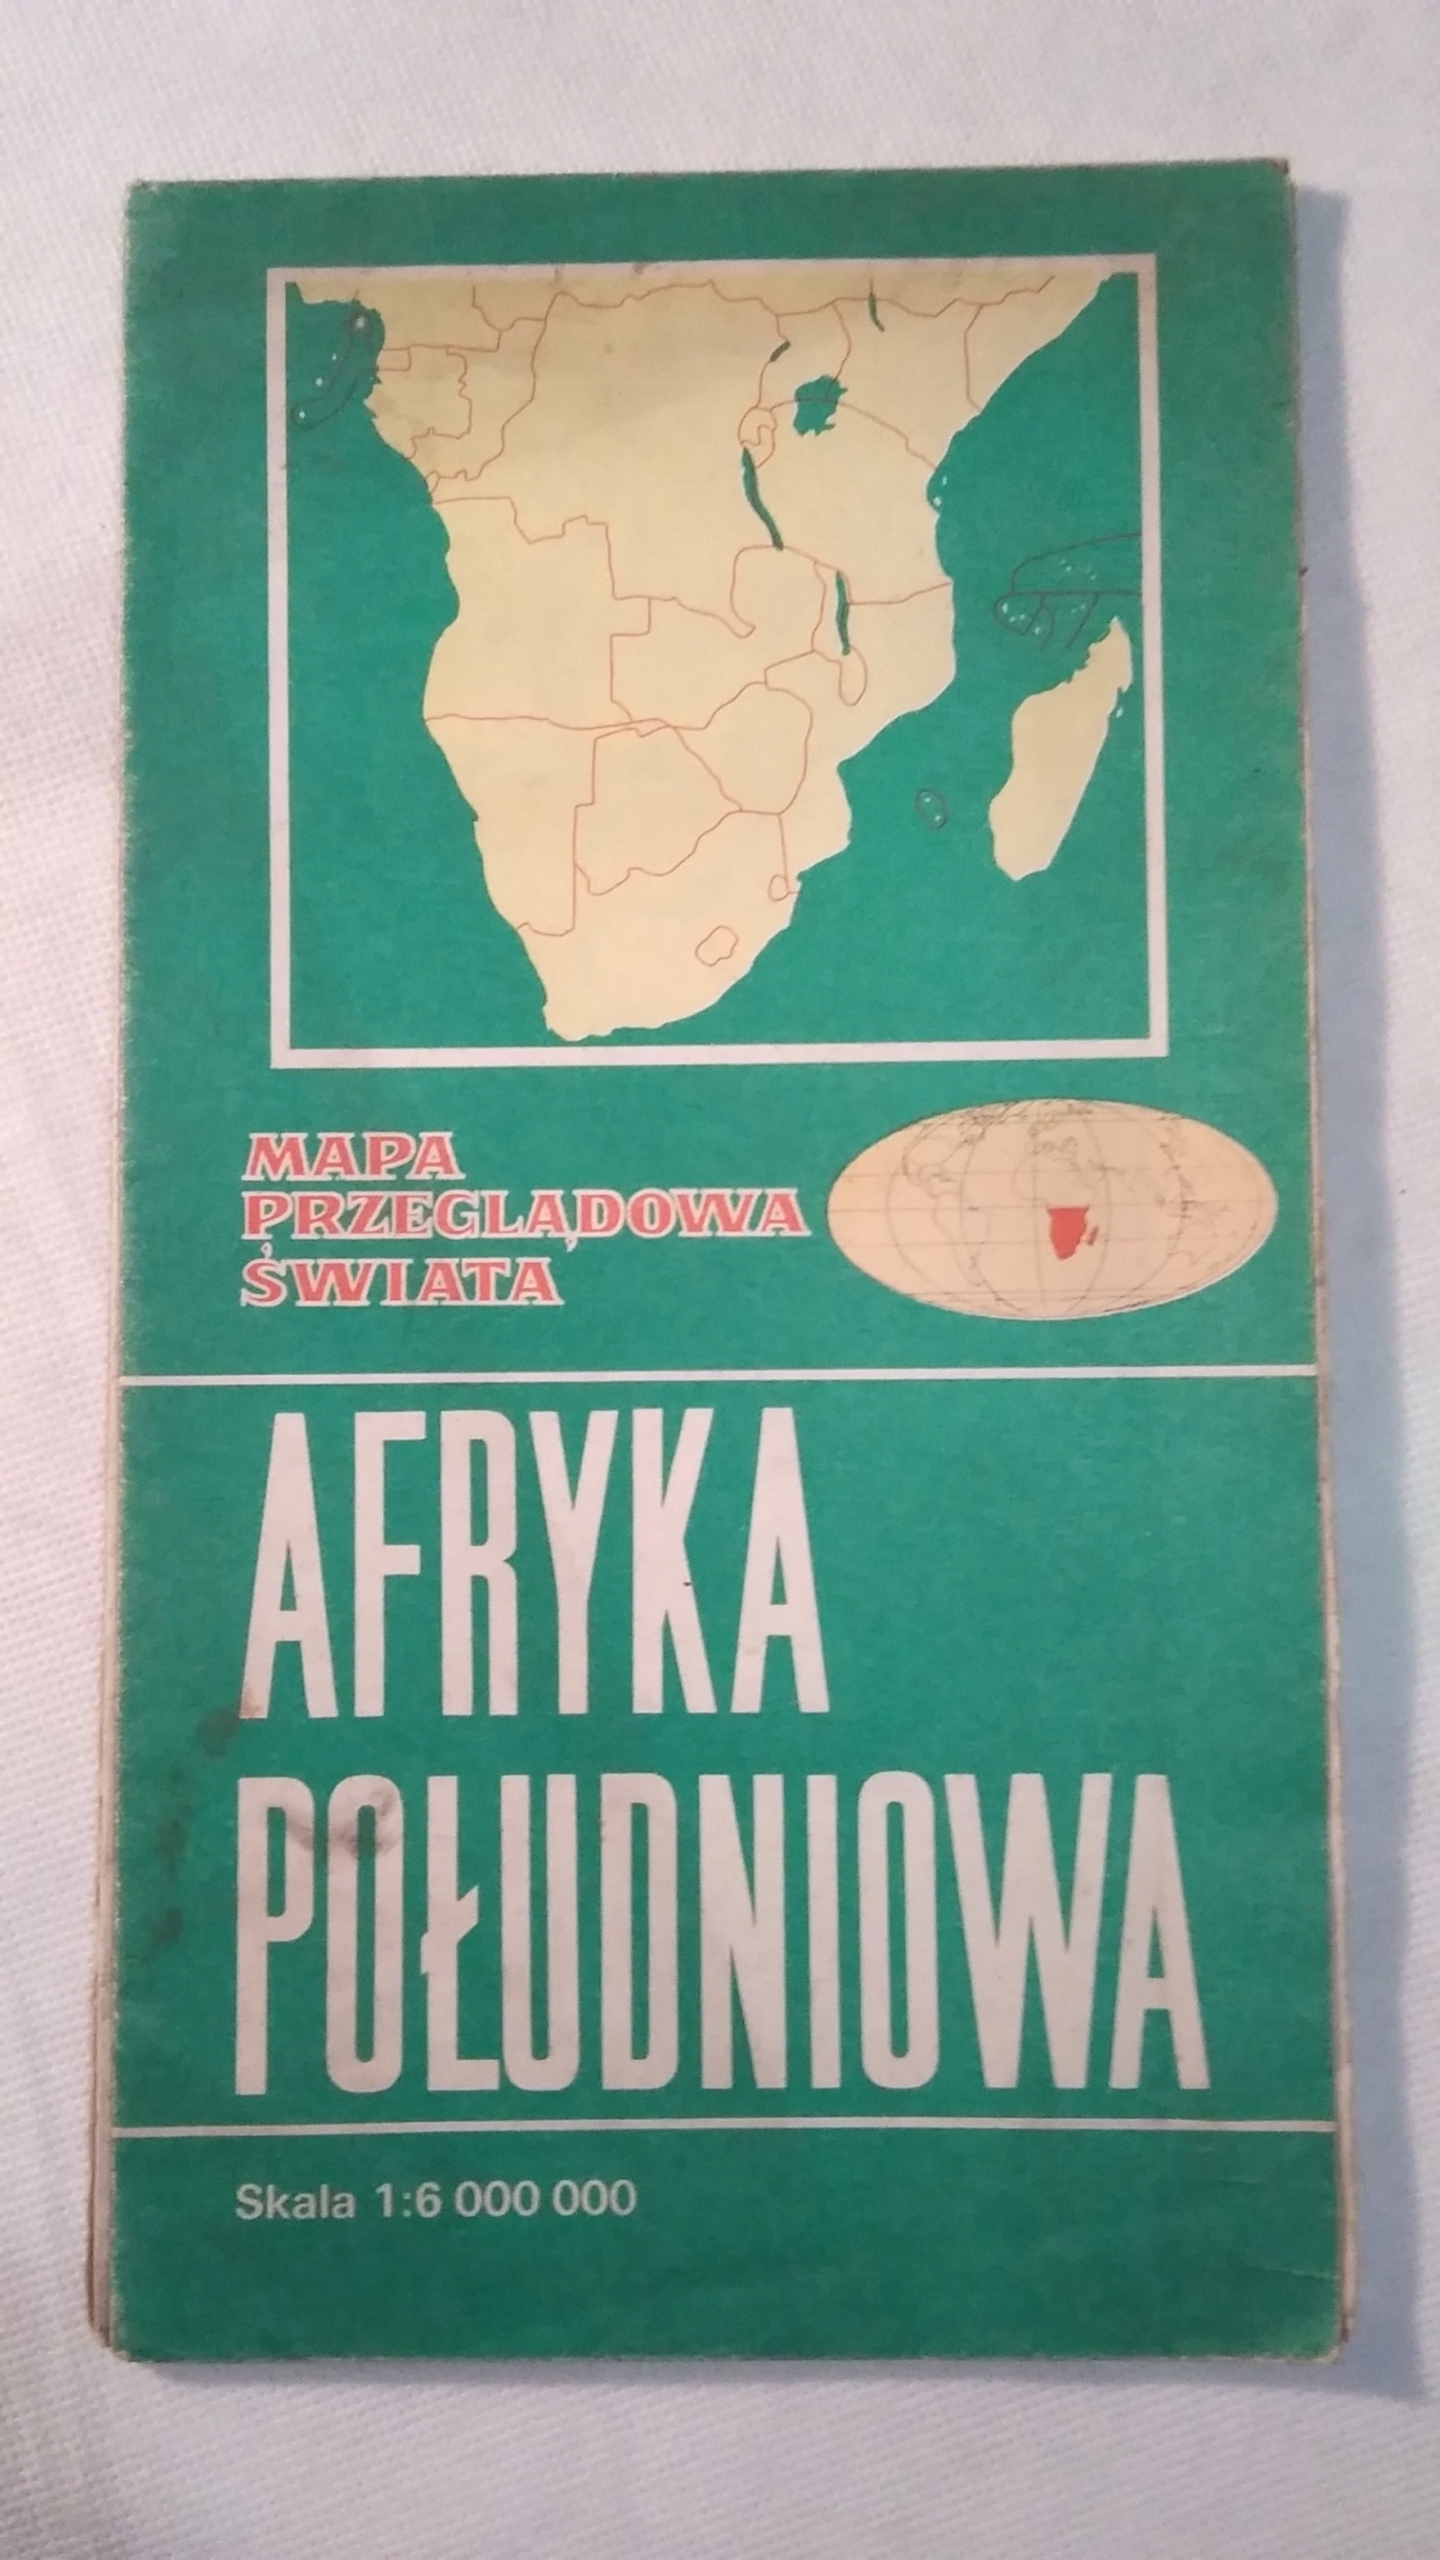 MAPA
PRZEGLĄDOWA
ŚWIATA
AFRYKA
POŁUDNIOWA
Skala 1:6 000 000